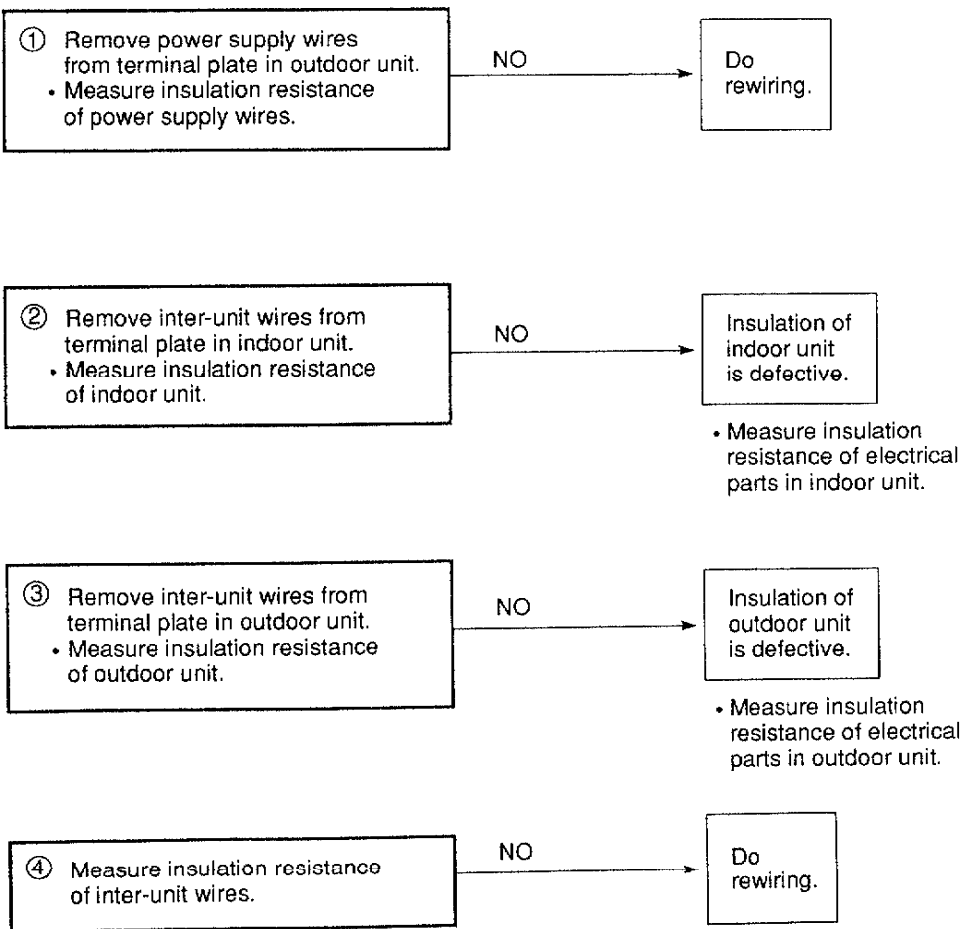 ① Remove power supply wires
from terminal plate in outdoor unit.
• Measure insulation resistance
of power supply wires.
NO
Do
rewiring.
② Remove inter-unit wires from
terminal plate in indoor unit.
• Measure insulation resistance
of indoor unit.
NO
Insulation of
indoor unit
is defective.
• Measure insulation
resistance of electrical
parts in indoor unit.
③ Remove inter-unit wires from
terminal plate in outdoor unit.
• Measure insulation resistance
of outdoor unit.
NO
Insulation of
outdoor unit
is defective.
• Measure insulation
resistance of electrical
parts in outdoor unit.
④ Measure insulation resistance
of inter-unit wires.
NO
Do
rewiring.